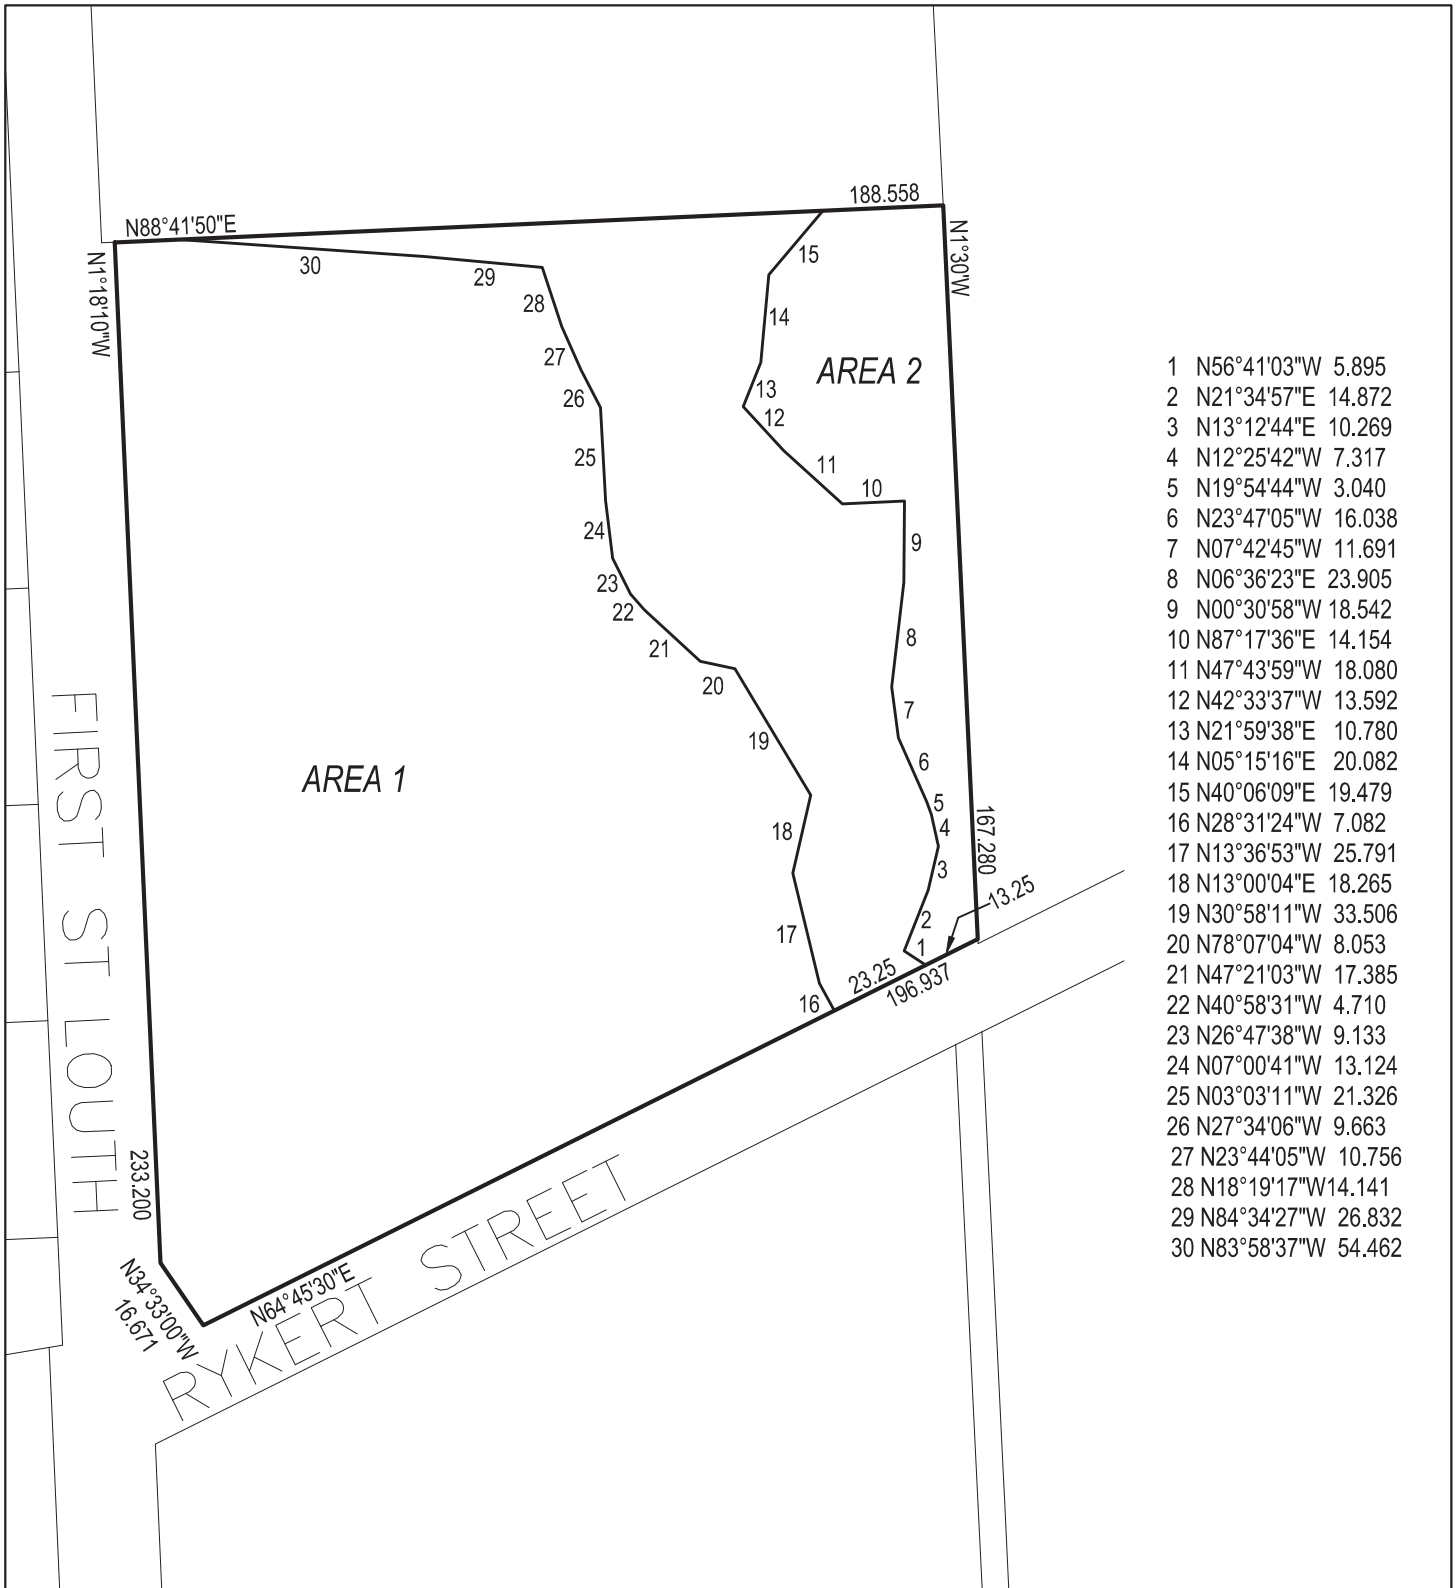 188.558
N88°41'50"E
N1°30'W
N1°18'10"W
15
30
29
28
14
27
AREA 2
26
13
12
25
11
10
24
9
23
22
8
21
20
7
19
6
AREA 1
5
18
4
167.280
3
13.25
2
17
1
23.25
196.937
16
FIRST ST LOUTH
233.200
N34°33'00"W
16.671
N64°45'30"E
RYKERT STREET
1 N56°41'03"W 5.895
2 N21°34'57"E 14.872
3 N13°12'44"E 10.269
4 N12°25'42"W 7.317
5 N19°54'44"W 3.040
6 N23°47'05"W 16.038
7 N07°42'45"W 11.691
8 N06°36'23"E 23.905
9 N00°30'58"W 18.542
10 N87°17'36"E 14.154
11 N47°43'59"W 18.080
12 N42°33'37"W 13.592
13 N21°59'38"E 10.780
14 N05°15'16"E 20.082
15 N40°06'09"E 19.479
16 N28°31'24"W 7.082
17 N13°36'53"W 25.791
18 N13°00'04"E 18.265
19 N30°58'11"W 33.506
20 N78°07'04"W 8.053
21 N47°21'03"W 17.385
22 N40°58'31"W 4.710
23 N26°47'38"W 9.133
24 N07°00'41"W 13.124
25 N03°03'11"W 21.326
26 N27°34'06"W 9.663
27 N23°44'05"W 10.756
28 N18°19'17"W14.141
29 N84°34'27"W 26.832
30 N83°58'37"W 54.462